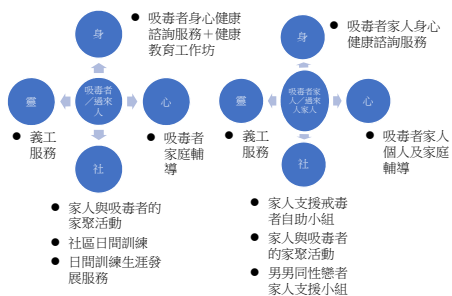 身
● 吸毒者身心健康
諮詢服務＋健康
教育工作坊
靈
吸毒者
／過來
人
心
● 義工
服務
● 吸毒者
家庭輔
導
社
● 家人與吸毒者的
家聚活動
● 社區日間訓練
● 日間訓練生涯發
展服務
身
● 吸毒者家人身心
健康諮詢服務
靈
吸毒者家
人／過來
人家人
心
● 義工
服務
● 吸毒者家人
個人及家庭
輔導
社
● 家人支援戒毒
者自助小組
● 家人與吸毒者
的家聚活動
● 男男同性戀者
家人支援小組